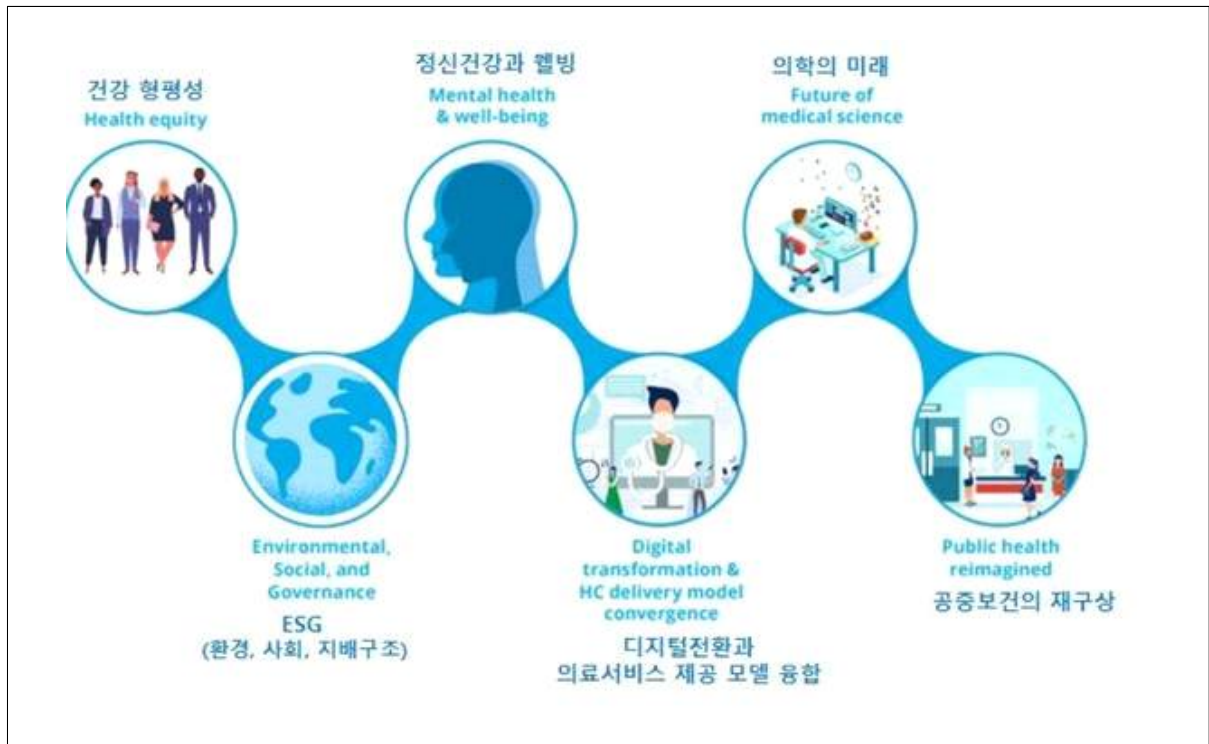 건강 형평성
Health equity
정신건강과 웰빙
Mental health
& well-being
의학의 미래
Future of
medical science
Environmental,
Social, and
Governance
ESG
(환경, 사회, 지배구조)
Digital
transformation &
HC delivery model
convergence
디지털전환과
의료서비스 제공 모델 융합
Public health
reimagined
공중보건의 재구상